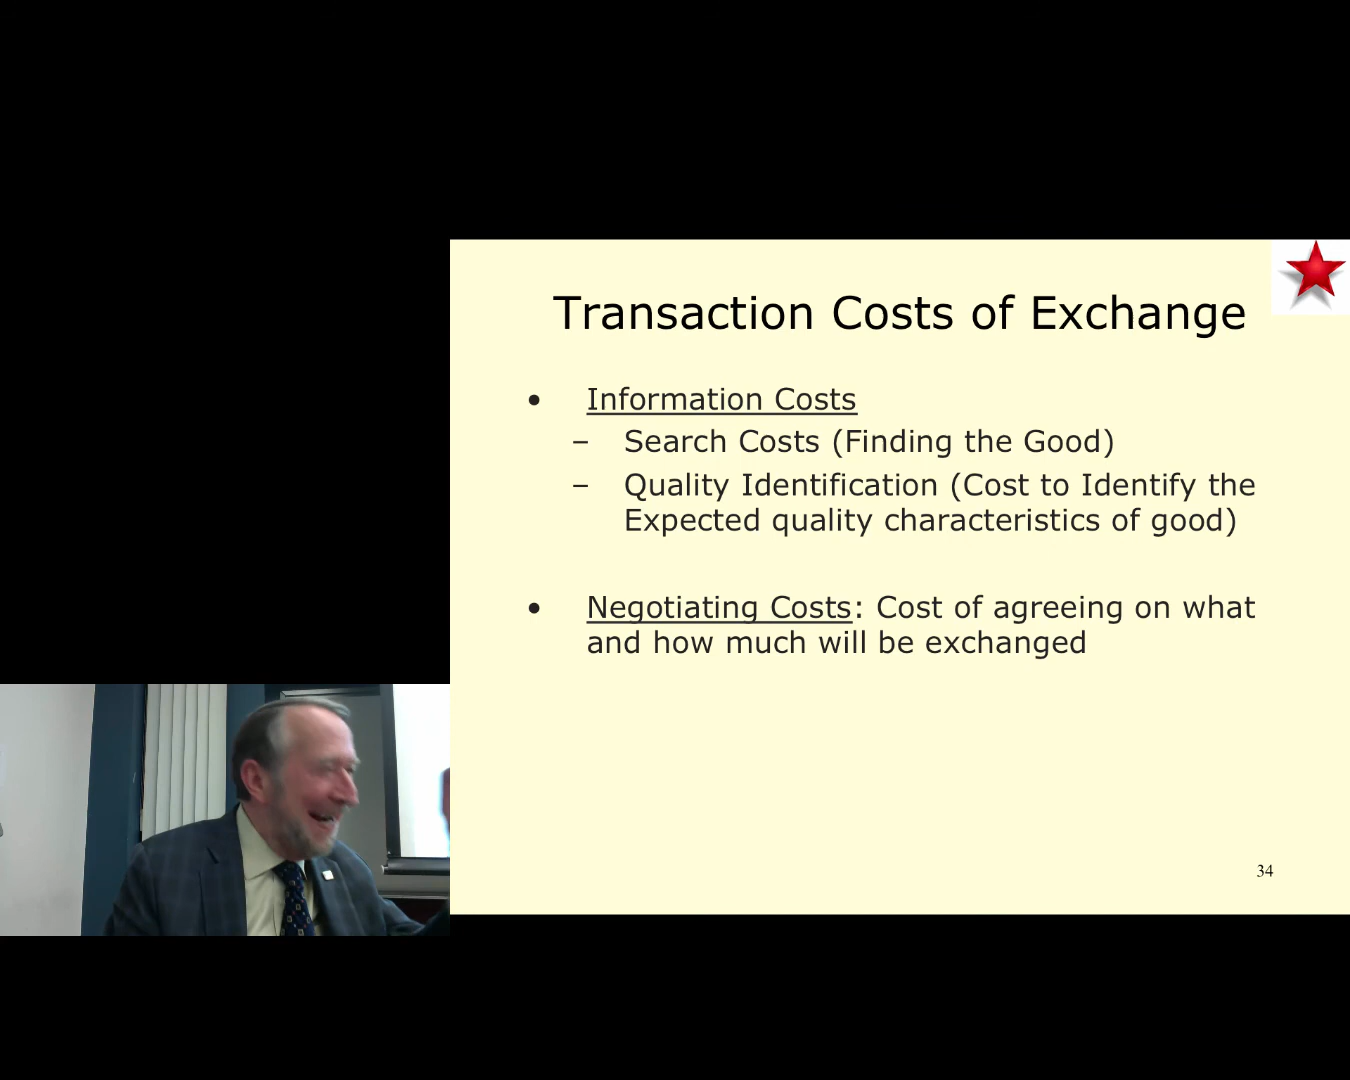 Transaction Costs of Exchange
• Information Costs
– Search Costs (Finding the Good)
– Quality Identification (Cost to Identify the
Expected quality characteristics of good)
• Negotiating Costs: Cost of agreeing on what
and how much will be exchanged
34